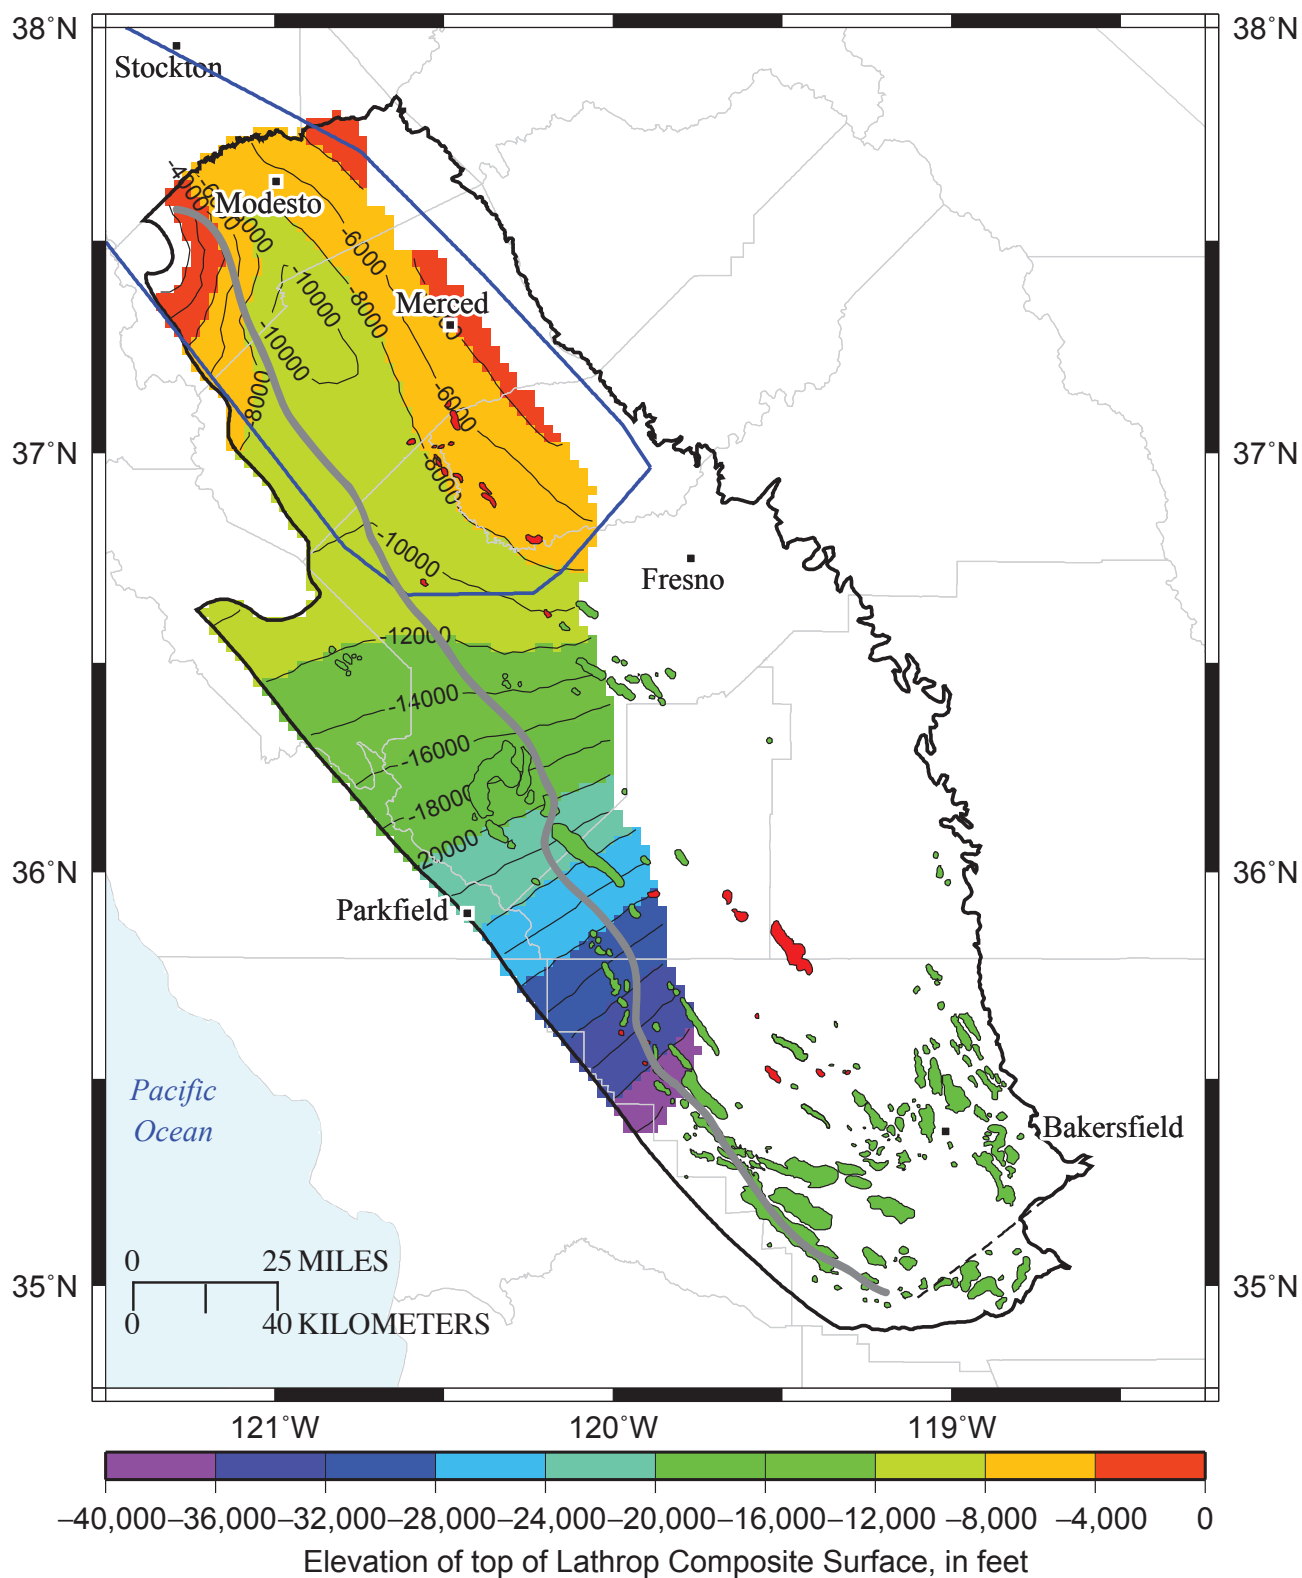 38°N
38°N
Stockton
-4000
-6000
-8000
Modesto
-6000
-8000
-10000
Merced
-10000
-6000
-8000
-8000
37°N
37°N
-10000
Fresno
-12000
-14000
-16000
-18000
-20000
36°N
36°N
Parkfield
Pacific
Ocean
Bakersfield
0 25 MILES
0 40 KILOMETERS
35°N
35°N
121°W 120°W 119°W
–40,000 –36,000 –32,000 –28,000 –24,000 –20,000 –16,000 –12,000 –8,000 –4,000 0
Elevation of top of Lathrop Composite Surface, in feet